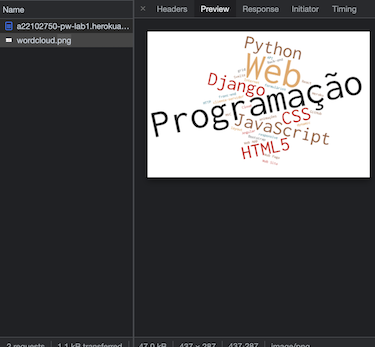 Name
× Headers Preview Response Initiator Timing
a22102750-pw-lab1.herokua...
wordcloud.png
Python
Web
Django
Programação
CSS
JavaScript
HTML5
2 requests 1.1 kB transferred 47.0 kB 437 × 287 437:287 image/png